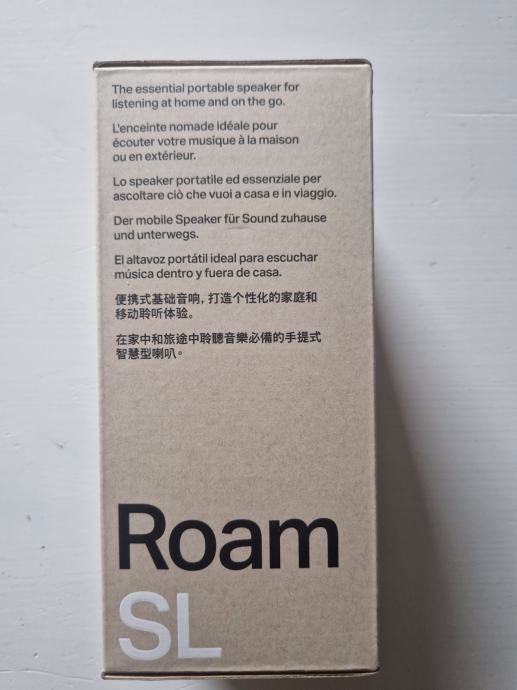 The essential portable speaker for
listening at home and on the go.
L'enceinte nomade idéale pour
écouter votre musique à la maison
ou en extérieur.
Lo speaker portatile ed essenziale per
ascoltare ciò che vuoi a casa e in viaggio.
Der mobile Speaker für Sound zuhause
und unterwegs.
El altavoz portátil ideal para escuchar
música dentro y fuera de casa.
便携式基础音响，打造个性化的家庭和
移动聆听体验。
在家中和旅途中聆聽音樂必備的手提式
智慧型喇叭。
Roam
SL